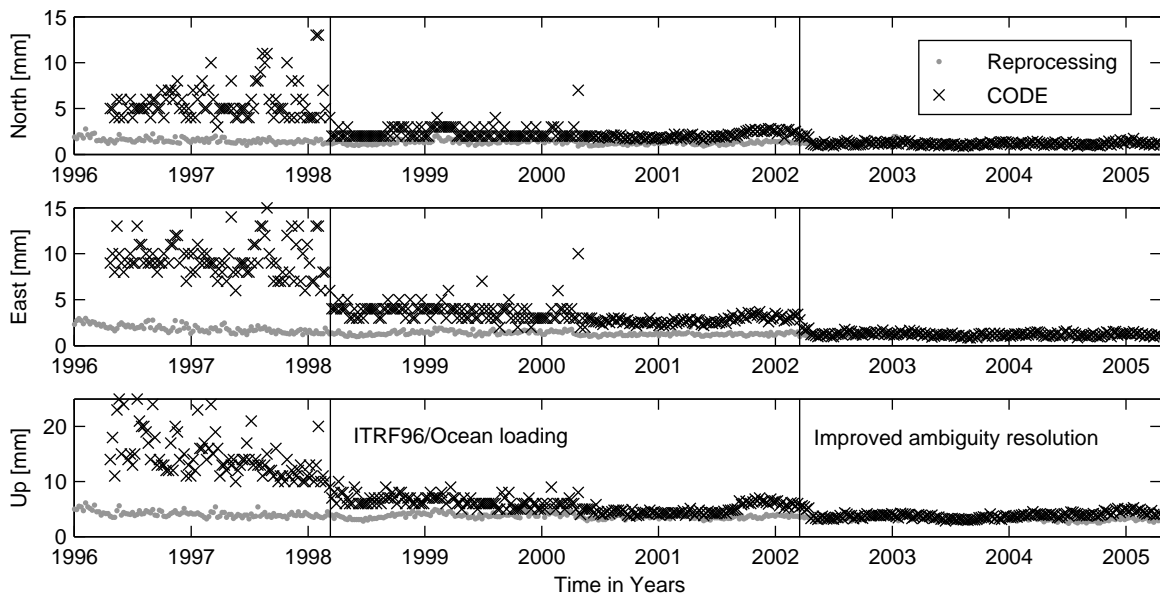 15
10
5
0
North [mm]
Reprocessing
CODE
1996 1997 1998 1999 2000 2001 2002 2003 2004 2005
15
10
5
0
East [mm]
1996 1997 1998 1999 2000 2001 2002 2003 2004 2005
20
10
0
Up [mm]
ITRF96/Ocean loading
Improved ambiguity resolution
1996 1997 1998 1999 2000 2001 2002 2003 2004 2005
Time in Years